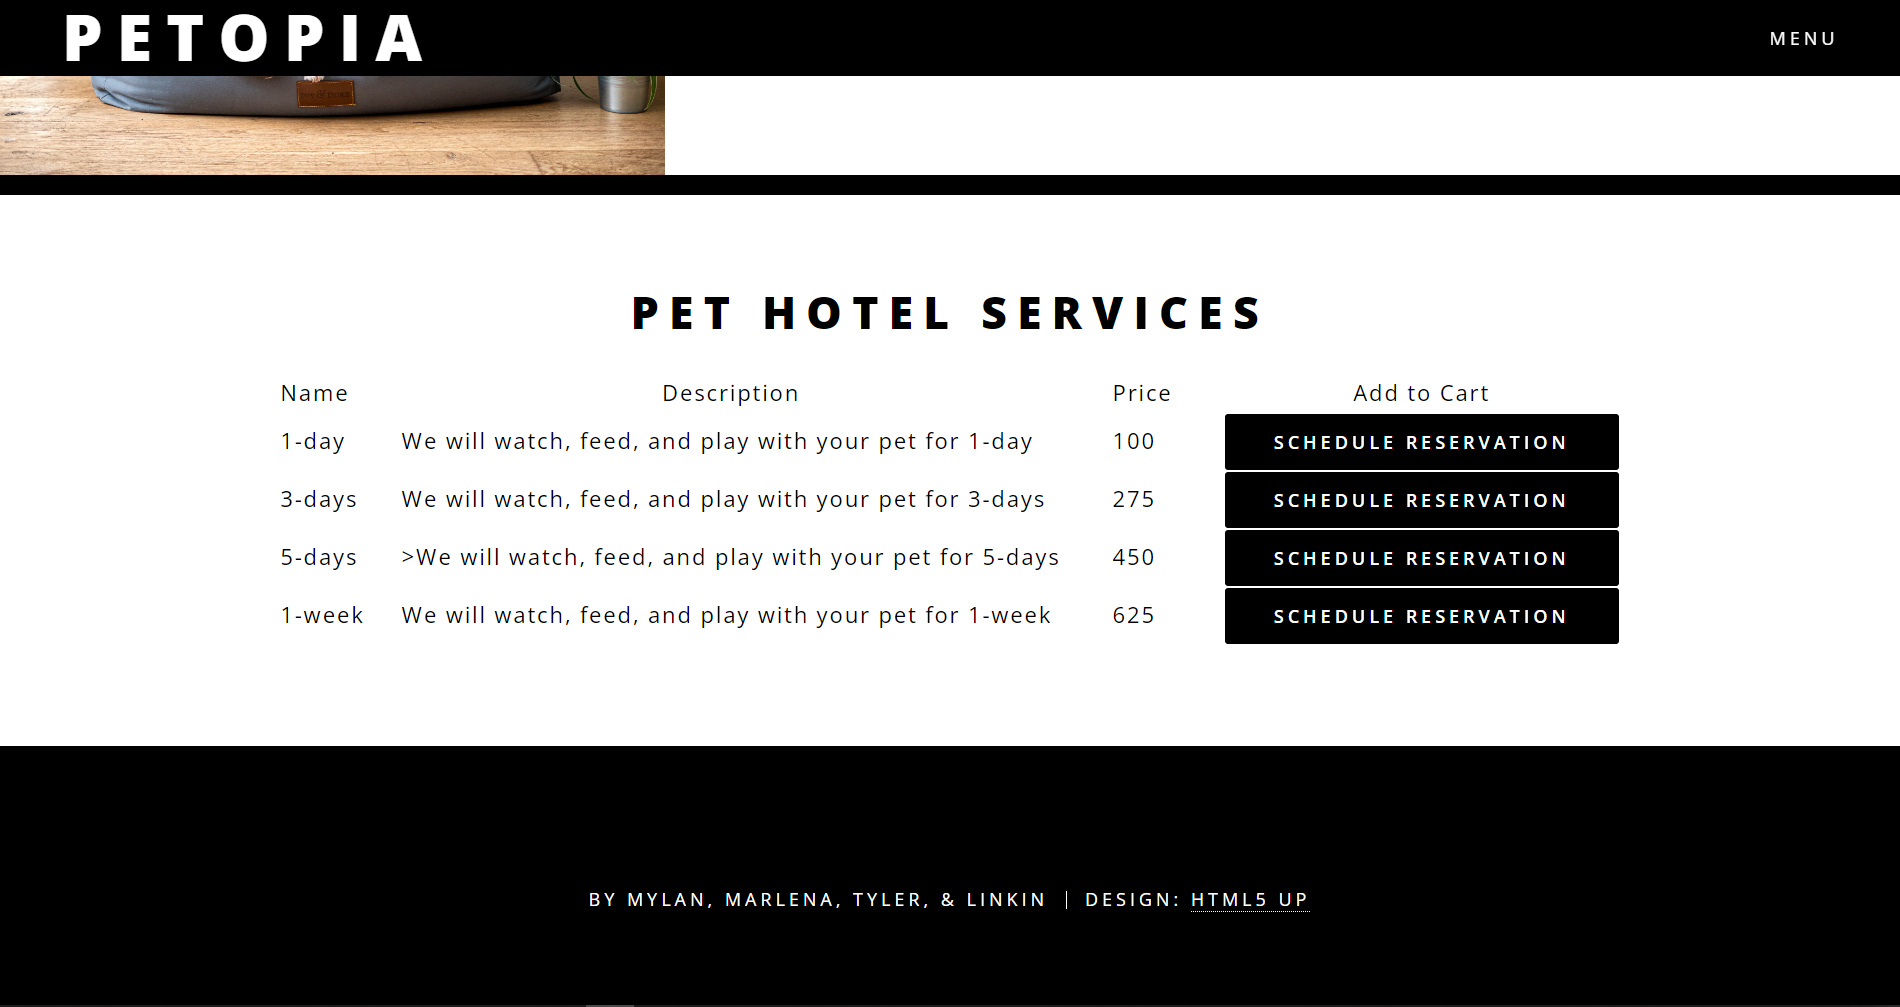 PETOPIA
MENU
PET HOTEL SERVICES
Name Description Price Add to Cart
1-day We will watch, feed, and play with your pet for 1-day 100 SCHEDULE RESERVATION
3-days We will watch, feed, and play with your pet for 3-days 275 SCHEDULE RESERVATION
5-days >We will watch, feed, and play with your pet for 5-days 450 SCHEDULE RESERVATION
1-week We will watch, feed, and play with your pet for 1-week 625 SCHEDULE RESERVATION
BY MYLAN, MARLENA, TYLER, & LINKIN | DESIGN: HTML5 UP